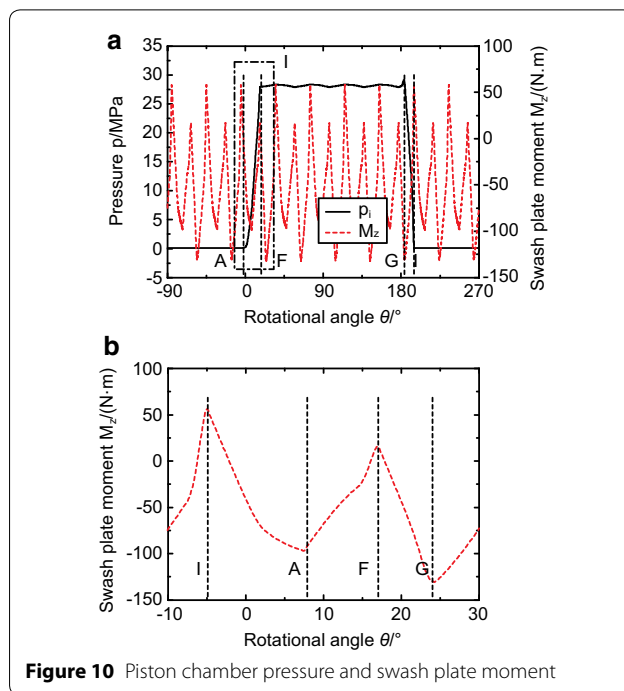 a
35
30
25
20
15
10
5
0
-5
Pressure p/MPa
100
50
0
-50
-100
-150
Swash plate moment Mz/(N.m)
I
pi
Mz
A
F
G
I
-90
0
90
180
270
Rotational angle θ/°
b
100
50
0
-50
-100
-150
Swash plate moment Mz/(N·m)
I
A
F
G
-10
0
10
20
30
Rotational angle θ/°
Figure 10 Piston chamber pressure and swash plate moment